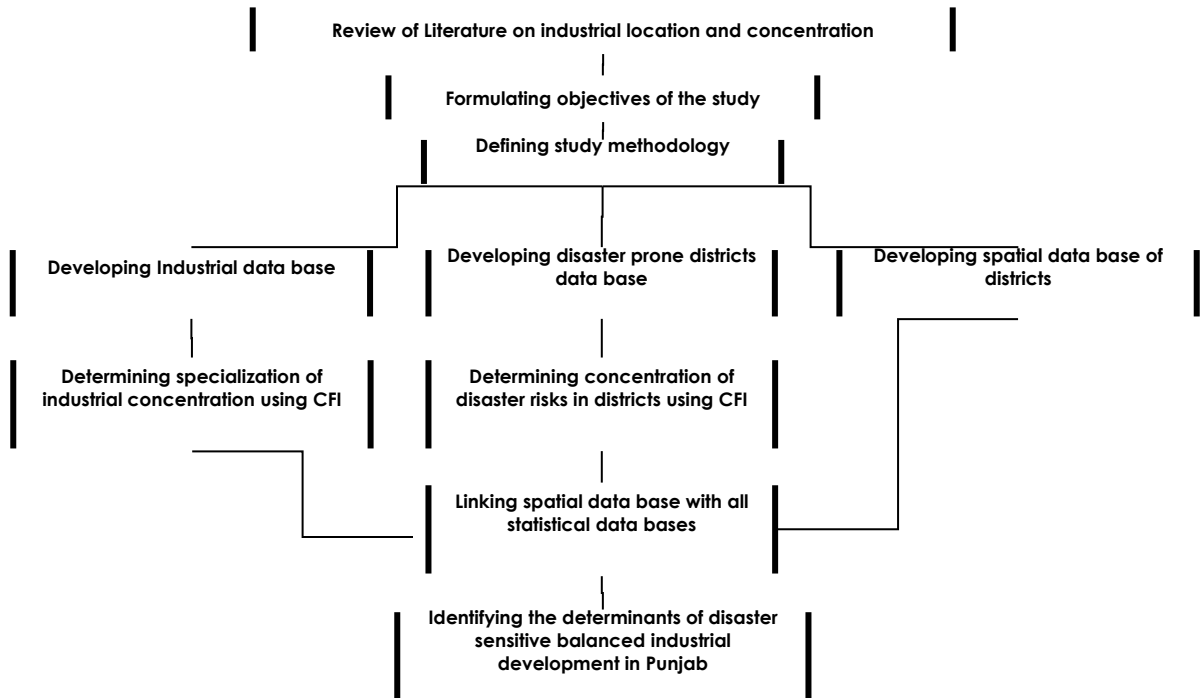 Review of Literature on industrial location and concentration
Formulating objectives of the study
Defining study methodology
Developing Industrial data base
Developing disaster prone districts
data base
Developing spatial data base of
districts
Determining specialization of
industrial concentration using CFI
Determining concentration of
disaster risks in districts using CFI
Linking spatial data base with all
statistical data bases
Identifying the determinants of disaster
sensitive balanced industrial
development in Punjab